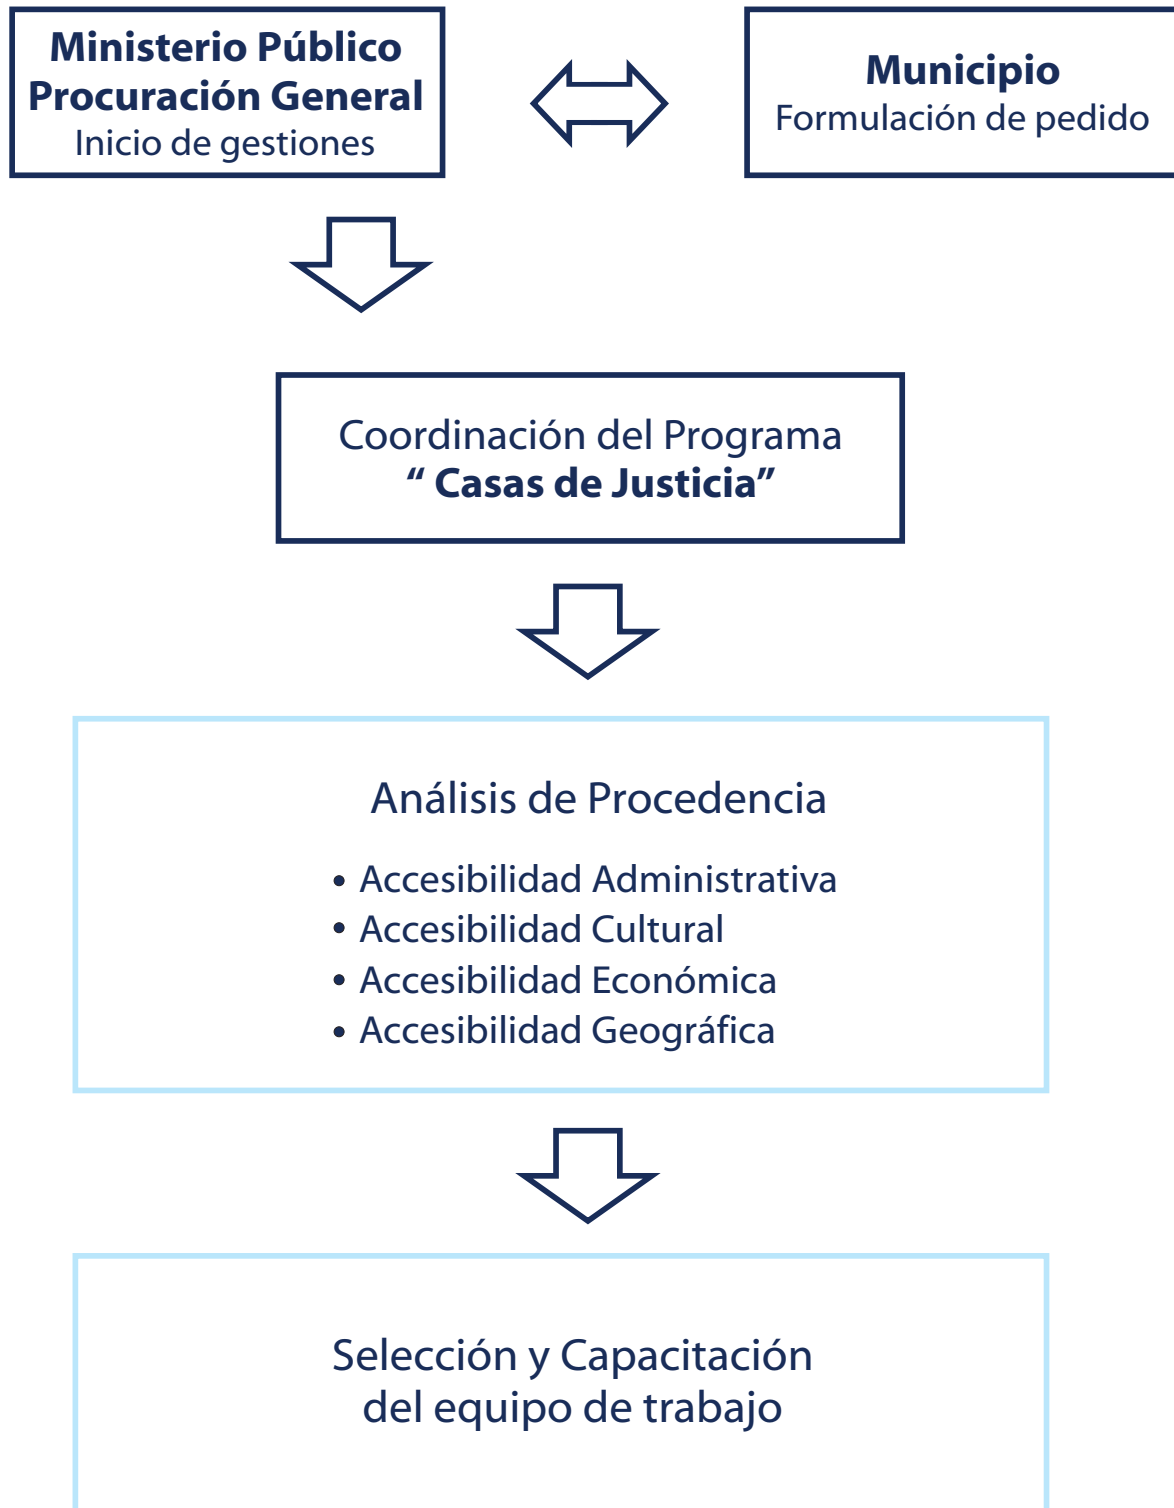 Ministerio Público
Procuración General
Inicio de gestiones
Municipio
Formulación de pedido
Coordinación del Programa
“ Casas de Justicia”
Análisis de Procedencia
• Accesibilidad Administrativa
• Accesibilidad Cultural
• Accesibilidad Económica
• Accesibilidad Geográfica
Selección y Capacitación
del equipo de trabajo